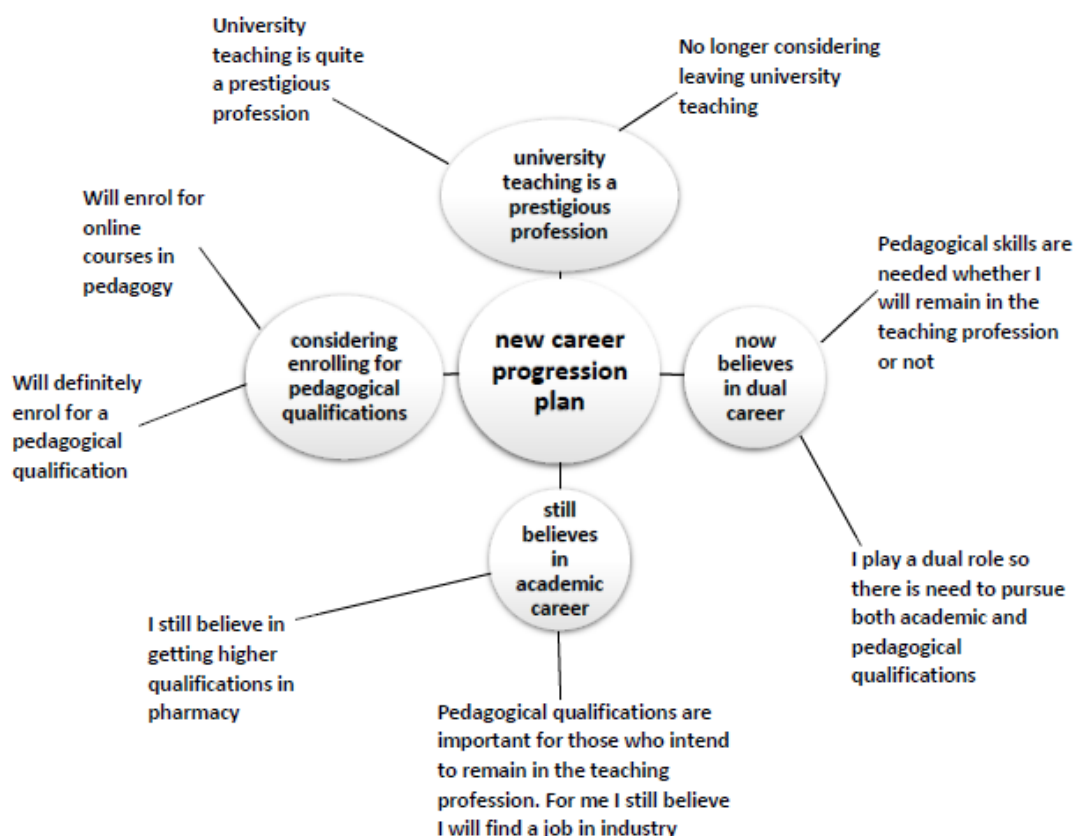 University
teaching is quite
a prestigious
profession
No longer considering
leaving university
teaching
university
teaching is a
prestigious
profession
Will enrol for
online
courses in
pedagogy
Pedagogical skills are
needed whether I
will remain in the
teaching profession
or not
considering
enrolling for
pedagogical
qualifications
new career
progression
plan
now
believes
in dual
career
Will definitely
enrol for a
pedagogical
qualification
still
believes
in
academic
career
I play a dual role so
there is need to pursue
both academic and
pedagogical
qualifications
I still believe in
getting higher
qualifications in
pharmacy
Pedagogical qualifications are
important for those who intend
to remain in the teaching
profession. For me I still believe
I will find a job in industry